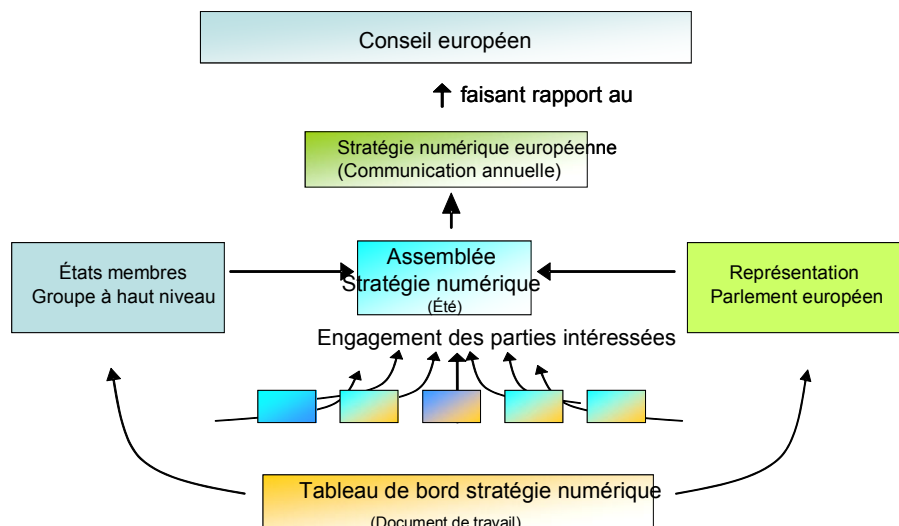 Conseil européen
faisant rapport au
Stratégie numérique européenne
(Communication annuelle)
États membres
Groupe à haut niveau
Assemblée
Stratégie numérique
(Été)
Représentation
Parlement européen
Engagement des parties intéressées
Tableau de bord stratégie numérique
(Document de travail)